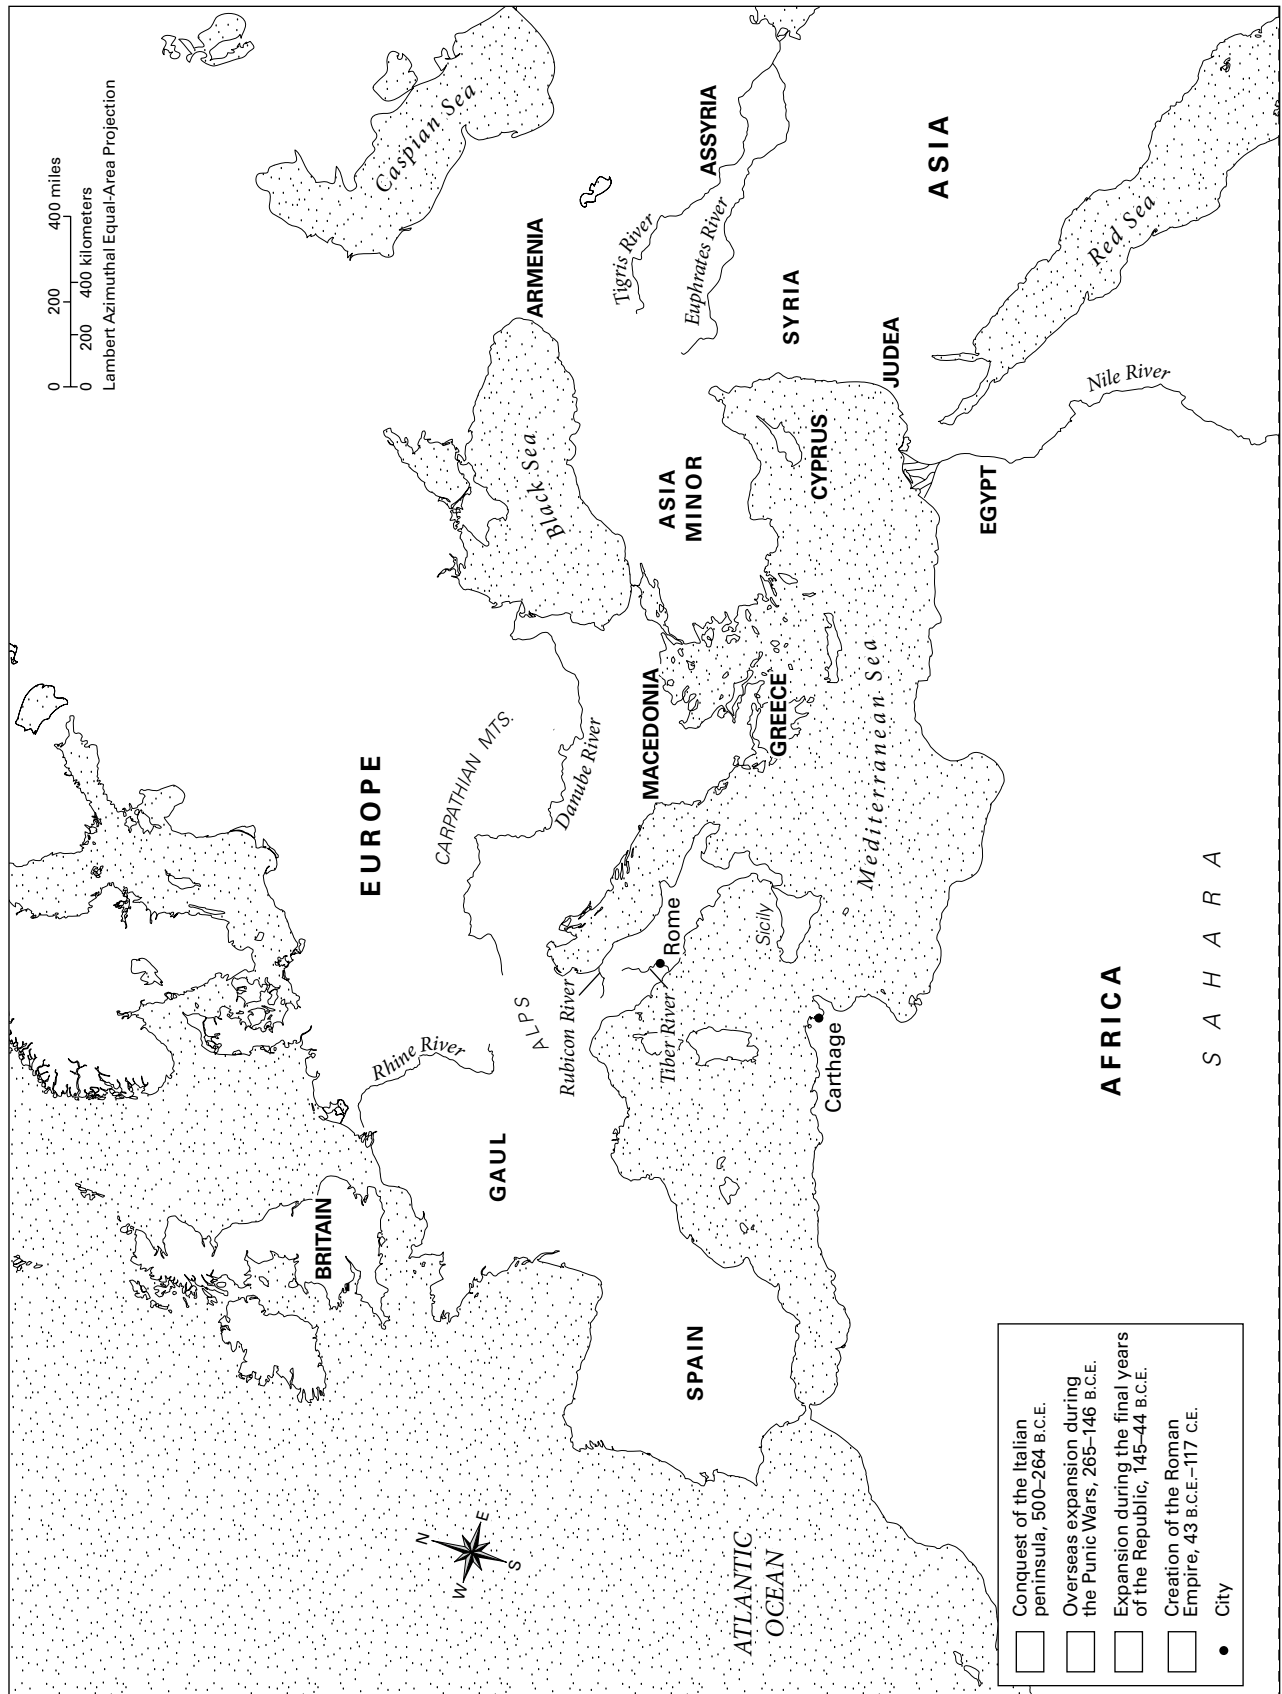 0 200 400 miles
0 200 400 kilometers
Lambert Azimuthal Equal-Area Projection
Caspian Sea
ARMENIA
ASSYRIA
Tigris River
Euphrates River
SYRIA
ASIA
JUDEA
Red Sea
Nile River
EGYPT
CYPRUS
ASIA
MINOR
Black Sea
EUROPE
CARPATHIAN MTS.
Danube River
MACEDONIA
GREECE
Mediterranean Sea
ALPS
Rhine River
Rubicon River
Rome
Tiber River
Sicily
Carthage
AFRICA
SAHARA
GAUL
BRITAIN
SPAIN
N
E
S
W
ATLANTIC
OCEAN
Conquest of the Italian
peninsula, 500–264 B.C.E.
Overseas expansion during
the Punic Wars, 265–146 B.C.E.
Expansion during the final years
of the Republic, 145–44 B.C.E.
Creation of the Roman
Empire, 43 B.C.E.–117 C.E.
City